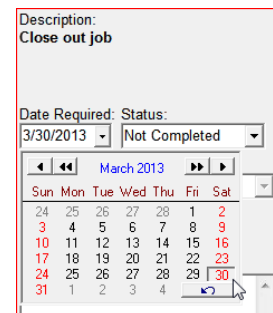 Description:
Close out job
Date Required: Status:
3/30/2013 Not Completed
March 2013
Sun Mon Tue Wed Thu Fri Sat
24 25 26 27 28 1 2
3 4 5 6 7 8 9
10 11 12 13 14 15 16
17 18 19 20 21 22 23
24 25 26 27 28 29 30
31 1 2 3 4